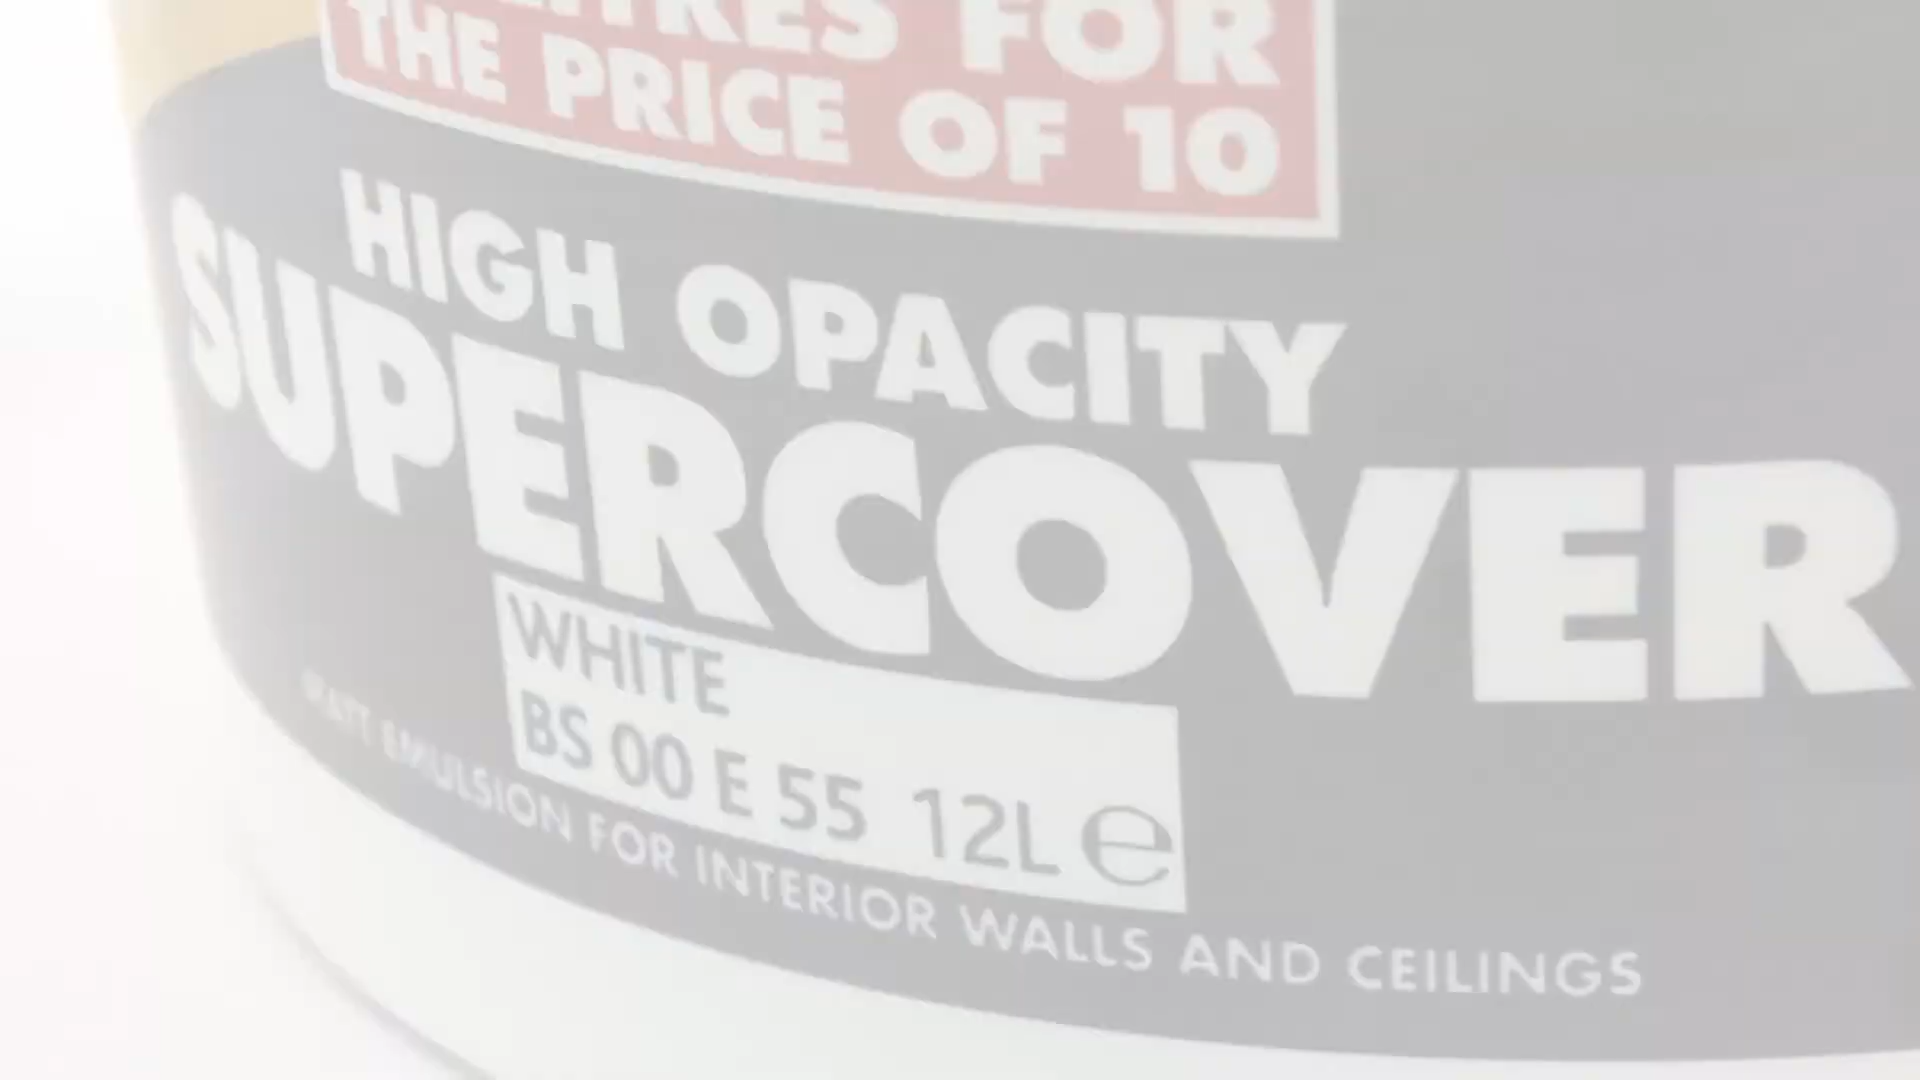 LITRES FOR
THE PRICE OF 10
HIGH OPACITY
SUPERCOVER
WHITE
BS 00 E 55 12L e
MATT EMULSION FOR INTERIOR WALLS AND CEILINGS